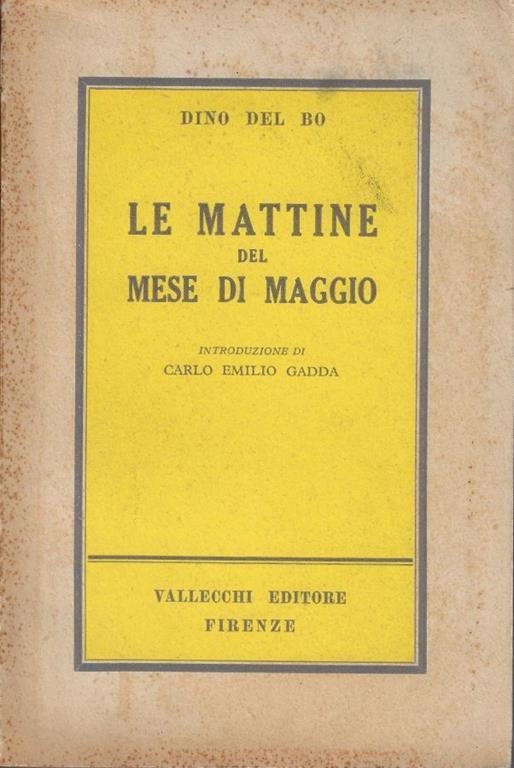 DINO DEL BO
LE MATTINE
DEL
MESE DI MAGGIO
INTRODUZIONE DI
CARLO EMILIO GADDA
VALLECCHI EDITORE
FIRENZE